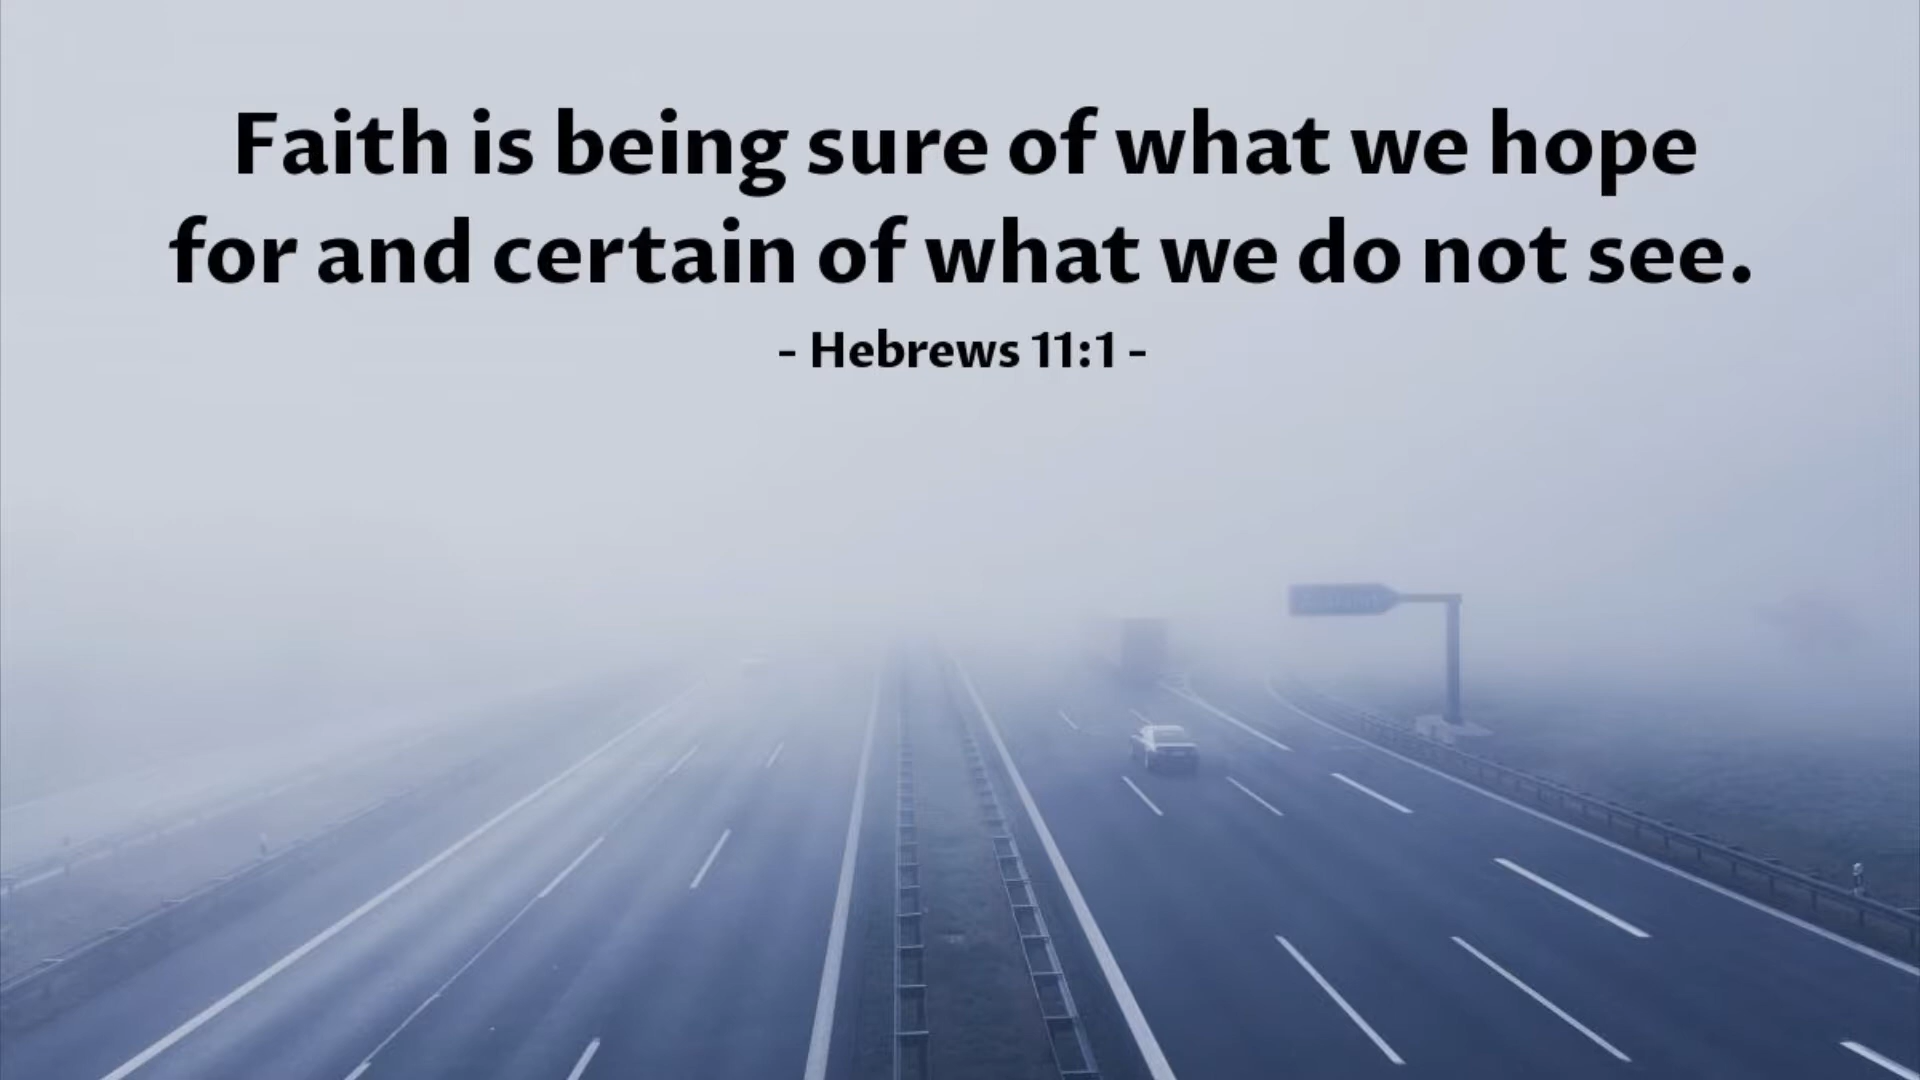 Faith is being sure of what we hope
for and certain of what we do not see.
- Hebrews 11:1 -